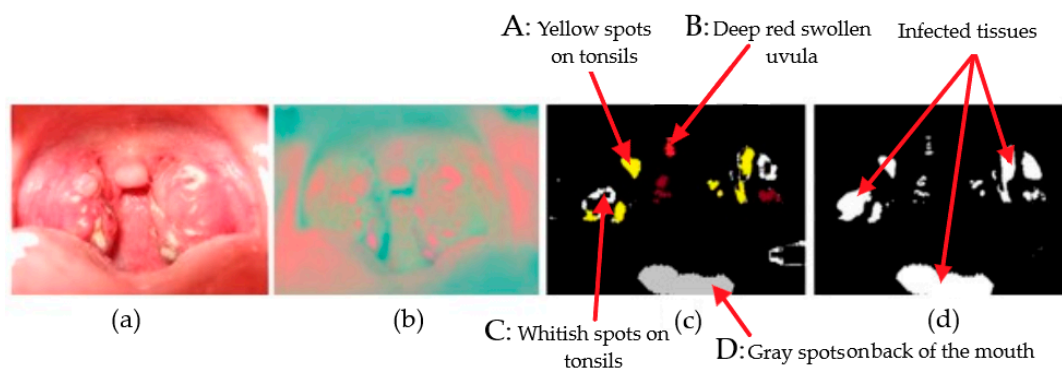 A: Yellow spots
on tonsils
B: Deep red swollen
uvula
Infected tissues
(a)
(b)
(c)
(d)
C: Whitish spots on
tonsils
D: Gray spots on back of the mouth